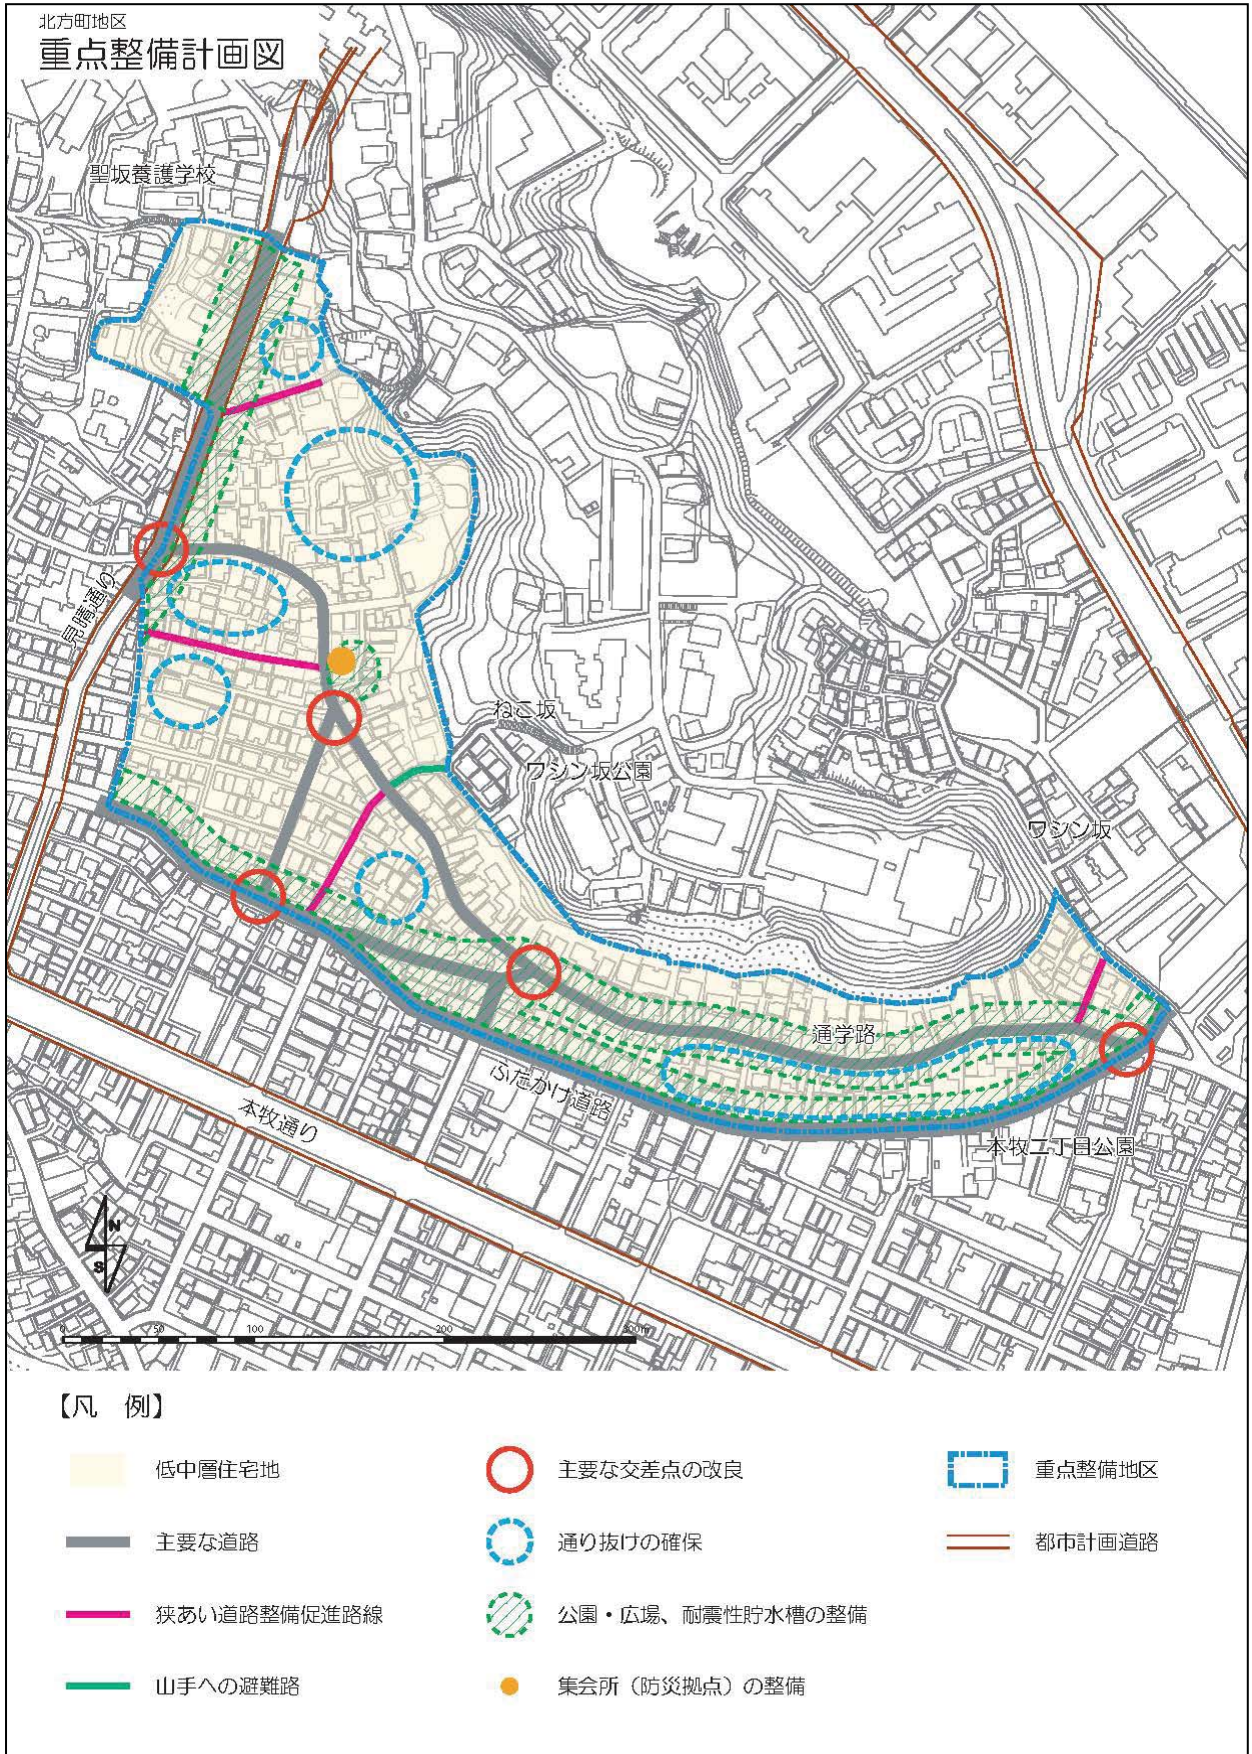 北方町地区
重点整備計画図
聖坂養護学校
見晴通り
ねこ坂
ワシン坂公園
ワシン坂
通学路
ふたかけ道路
本牧通り
本牧二丁目公園
N
S
0 50 100 200 300m
【凡 例】
低中層住宅地
主要な交差点の改良
重点整備地区
主要な道路
通り抜けの確保
都市計画道路
狭あい道路整備促進路線
公園・広場、耐震性貯水槽の整備
山手への避難路
集会所（防災拠点）の整備